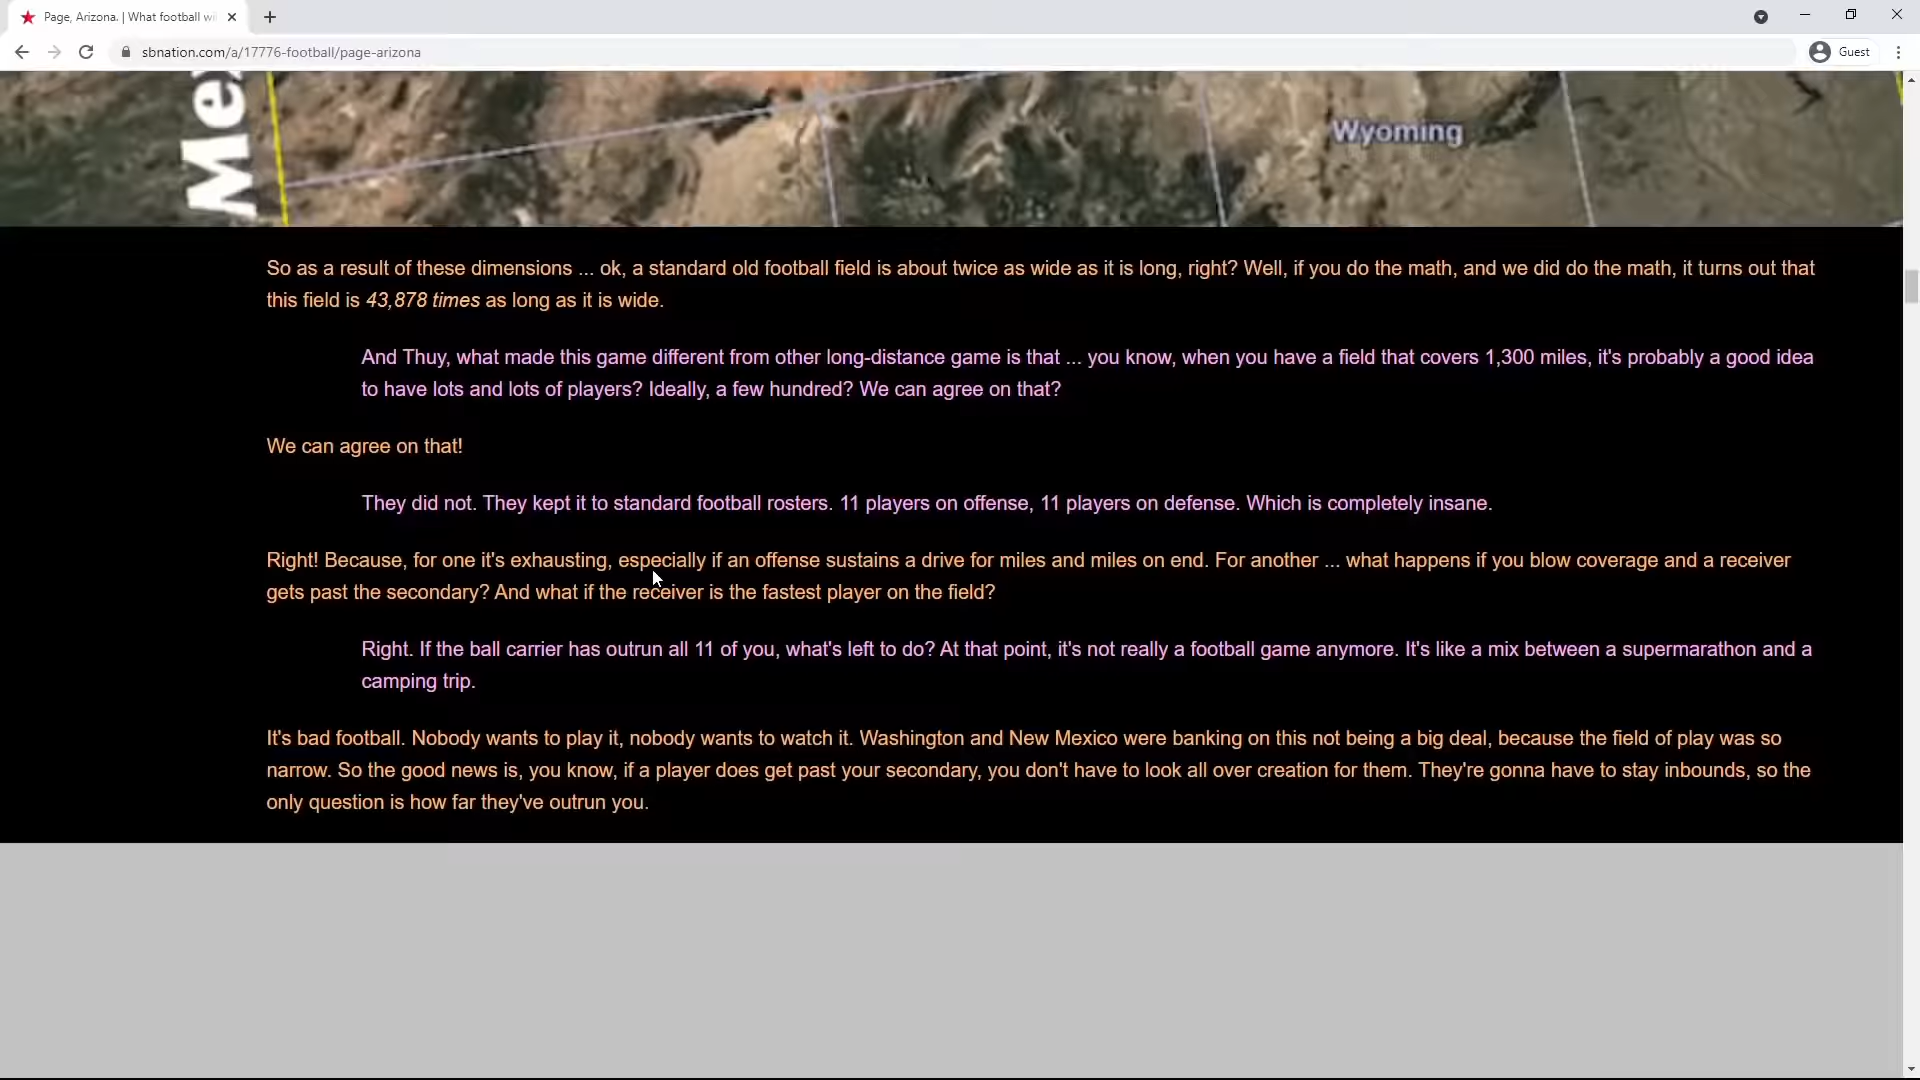 Page, Arizona. | What football wi
sbnation.com/a/17776-football/page-arizona
Guest
Me
Wyoming
So as a result of these dimensions ... ok, a standard old football field is about twice as wide as it is long, right? Well, if you do the math, and we did do the math, it turns out that
this field is 43,878 times as long as it is wide.
And Thuy, what made this game different from other long-distance game is that ... you know, when you have a field that covers 1,300 miles, it's probably a good idea
to have lots and lots of players? Ideally, a few hundred? We can agree on that?
We can agree on that!
They did not. They kept it to standard football rosters. 11 players on offense, 11 players on defense. Which is completely insane.
Right! Because, for one it's exhausting, especially if an offense sustains a drive for miles and miles on end. For another ... what happens if you blow coverage and a receiver
gets past the secondary? And what if the receiver is the fastest player on the field?
Right. If the ball carrier has outrun all 11 of you, what's left to do? At that point, it's not really a football game anymore. It's like a mix between a supermarathon and a
camping trip.
It's bad football. Nobody wants to play it, nobody wants to watch it. Washington and New Mexico were banking on this not being a big deal, because the field of play was so
narrow. So the good news is, you know, if a player does get past your secondary, you don't have to look all over creation for them. They're gonna have to stay inbounds, so the
only question is how far they've outrun you.